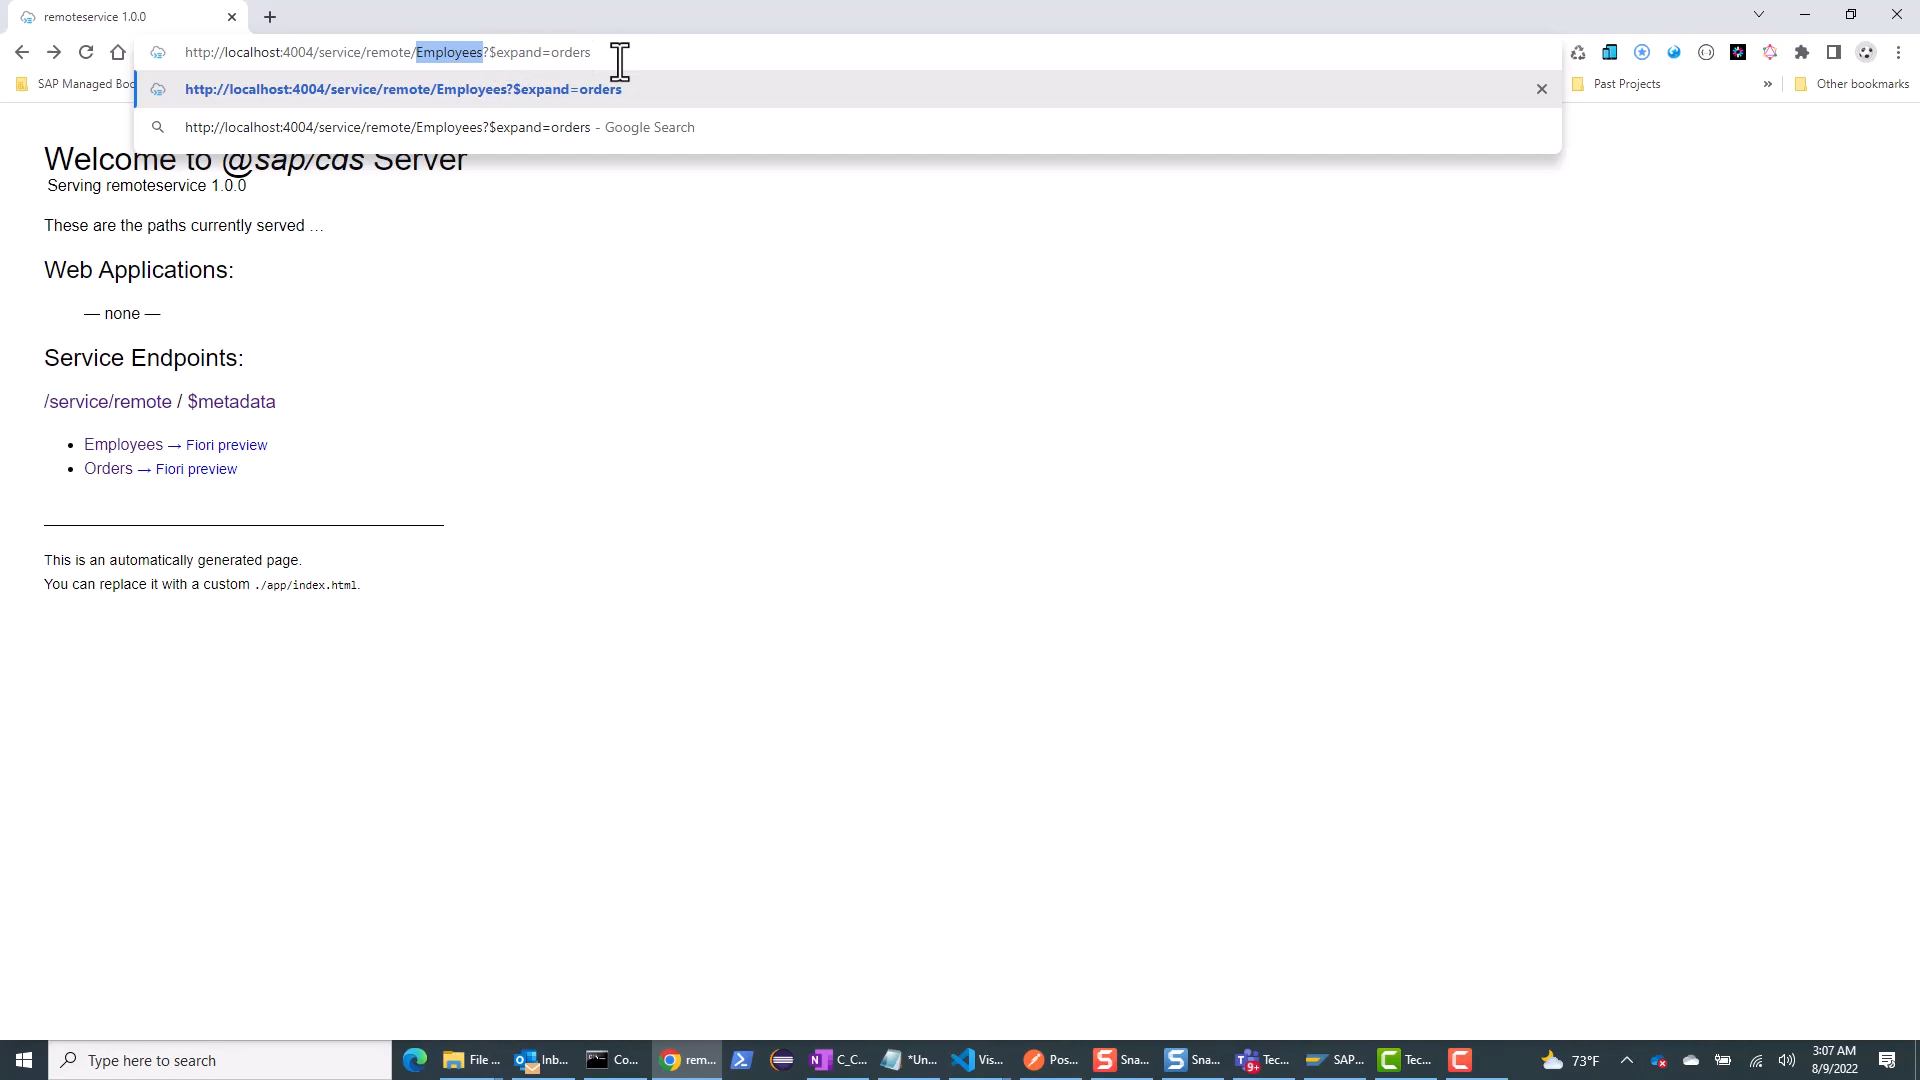 remoteservice 1.0.0
http://localhost:4004/service/remote/Employees?$expand=orders
http://localhost:4004/service/remote/Employees?$expand=orders
http://localhost:4004/service/remote/Employees?$expand=orders - Google Search
SAP Managed Boo
Past Projects
»
Other bookmarks
Welcome to @sap/cds Server
Serving remoteservice 1.0.0
These are the paths currently served …
Web Applications:
— none —
Service Endpoints:
/service/remote / $metadata
Employees → Fiori preview
Orders → Fiori preview
This is an automatically generated page.
You can replace it with a custom ./app/index.html.
Type here to search
File ...
Inb...
Co...
rem...
C_C...
*Un...
Vis...
Pos...
Sna...
Sna...
Tec...
9+
SAP...
Tec...
73°F
3:07 AM
8/9/2022